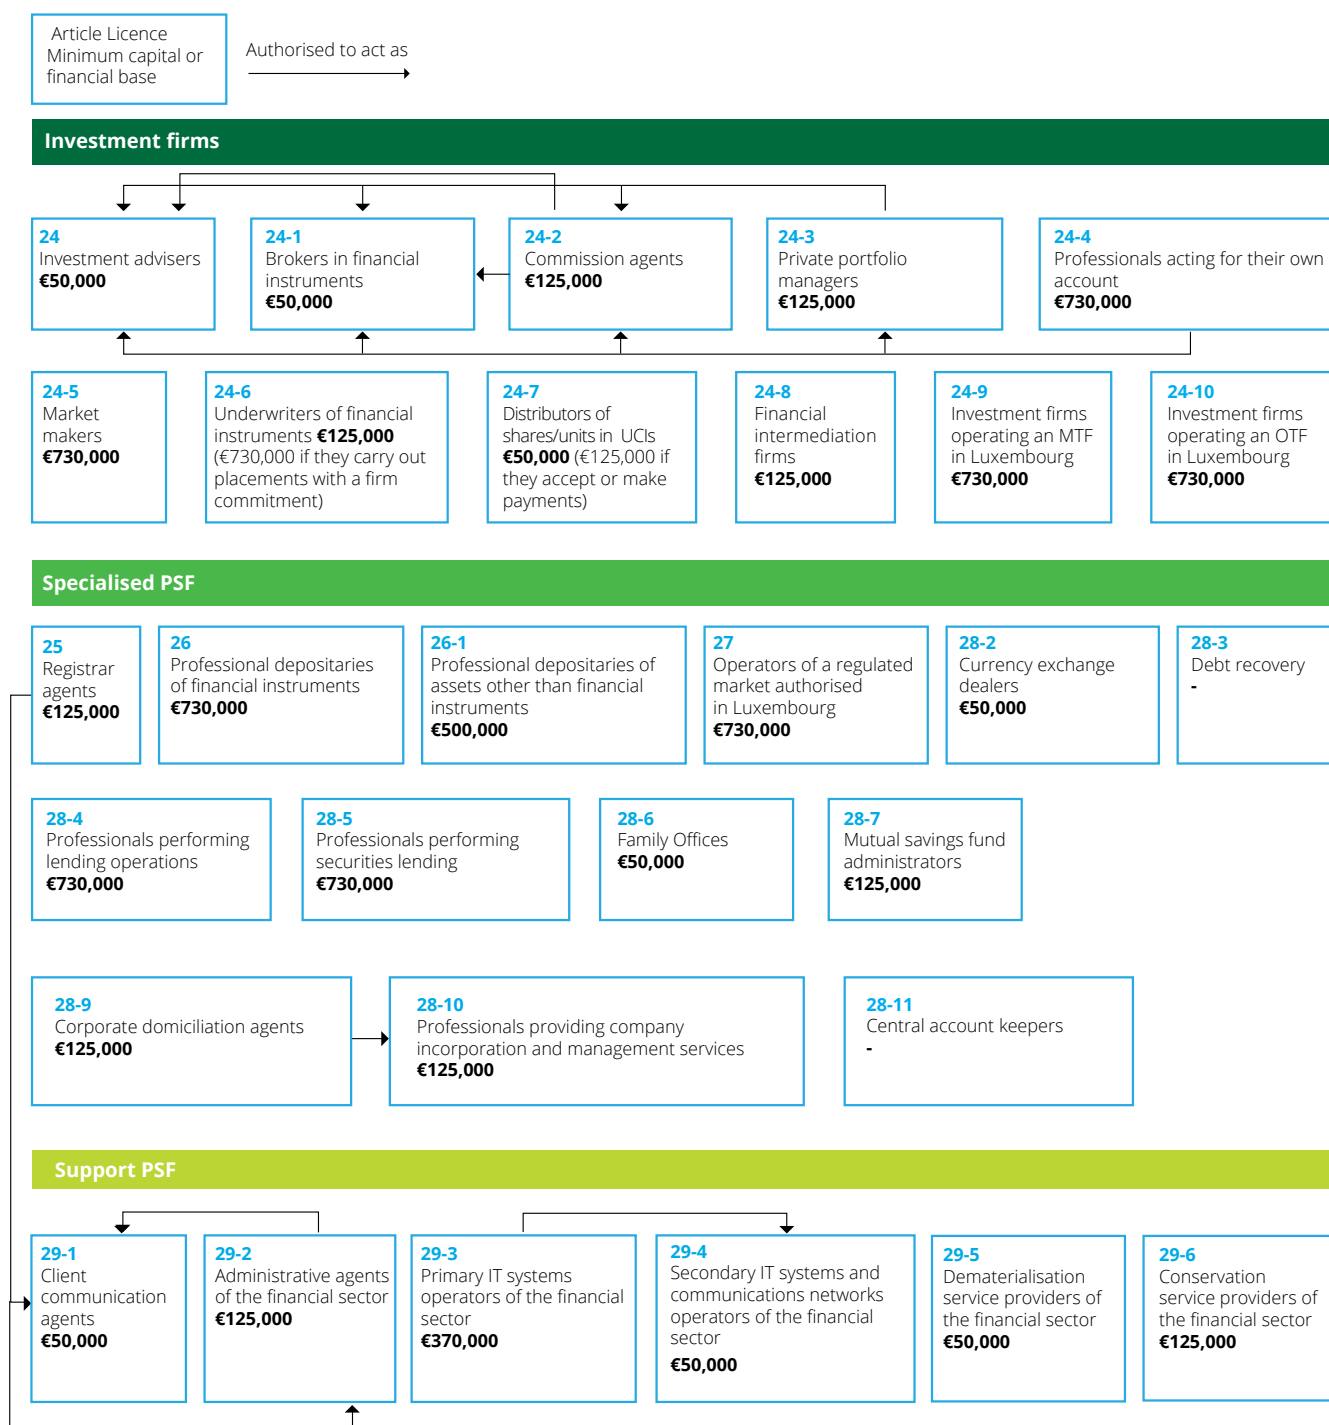 Article Licence
Minimum capital or
financial base
Authorised to act as
Investment firms
24
Investment advisers
€50,000
24-1
Brokers in financial
instruments
€50,000
24-2
Commission agents
€125,000
24-3
Private portfolio
managers
€125,000
24-4
Professionals acting for their own
account
€730,000
24-5
Market
makers
€730,000
24-6
Underwriters of financial
instruments €125,000
(€730,000 if they carry out
placements with a firm
commitment)
24-7
Distributors of
shares/units in UCIs
€50,000 (€125,000 if
they accept or make
payments)
24-8
Financial
intermediation
firms
€125,000
24-9
Investment firms
operating an MTF
in Luxembourg
€730,000
24-10
Investment firms
operating an OTF
in Luxembourg
€730,000
Specialised PSF
25
Registrar
agents
€125,000
26
Professional depositaries
of financial instruments
€730,000
26-1
Professional depositaries of
assets other than financial
instruments
€500,000
27
Operators of a regulated
market authorised
in Luxembourg
€730,000
28-2
Currency exchange
dealers
€50,000
28-3
Debt recovery
-
28-4
Professionals performing
lending operations
€730,000
28-5
Professionals performing
securities lending
€730,000
28-6
Family Offices
€50,000
28-7
Mutual savings fund
administrators
€125,000
28-9
Corporate domiciliation agents
€125,000
28-10
Professionals providing company
incorporation and management services
€125,000
28-11
Central account keepers
-
Support PSF
29-1
Client
communication
agents
€50,000
29-2
Administrative agents
of the financial sector
€125,000
29-3
Primary IT systems
operators of the financial
sector
€370,000
29-4
Secondary IT systems and
communications networks
operators of the financial
sector
€50,000
29-5
Dematerialisation
service providers of
the financial sector
€50,000
29-6
Conservation
service providers of
the financial sector
€125,000